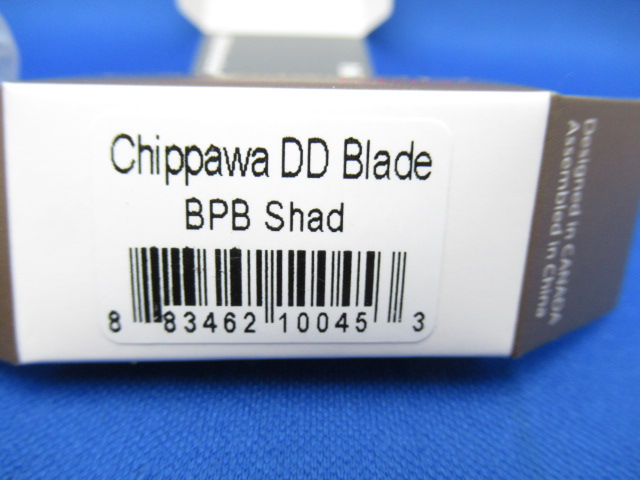 Chippawa DD Blade
BPB Shad
8 83462 10045 3
Designed in CANADA
Assembled in China